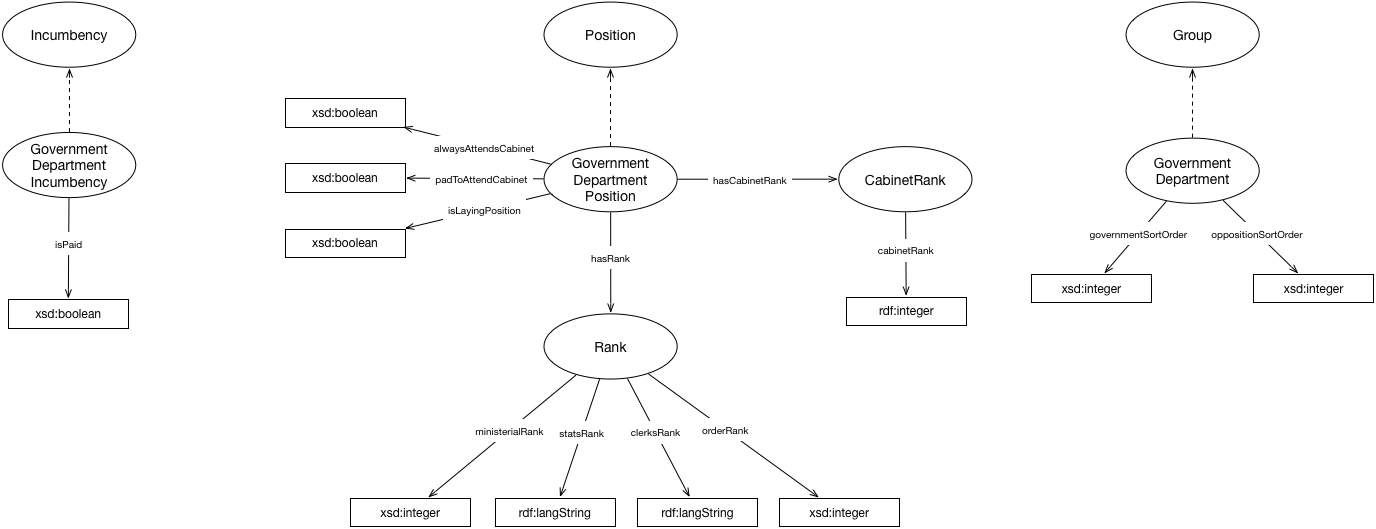 Incumbency
Position
Group
xsd:boolean
alwaysAttendsCabinet
Government
Department
Incumbency
xsd:boolean
padToAttendCabinet
Government
Department
Position
hasCabinetRank
CabinetRank
Government
Department
isLayingPosition
xsd:boolean
isPaid
hasRank
cabinetRank
governmentSortOrder
oppositionSortOrder
xsd:integer
xsd:integer
xsd:boolean
rdf:integer
Rank
ministerialRank
statsRank
clerksRank
orderRank
xsd:integer
rdf:langString
rdf:langString
xsd:integer